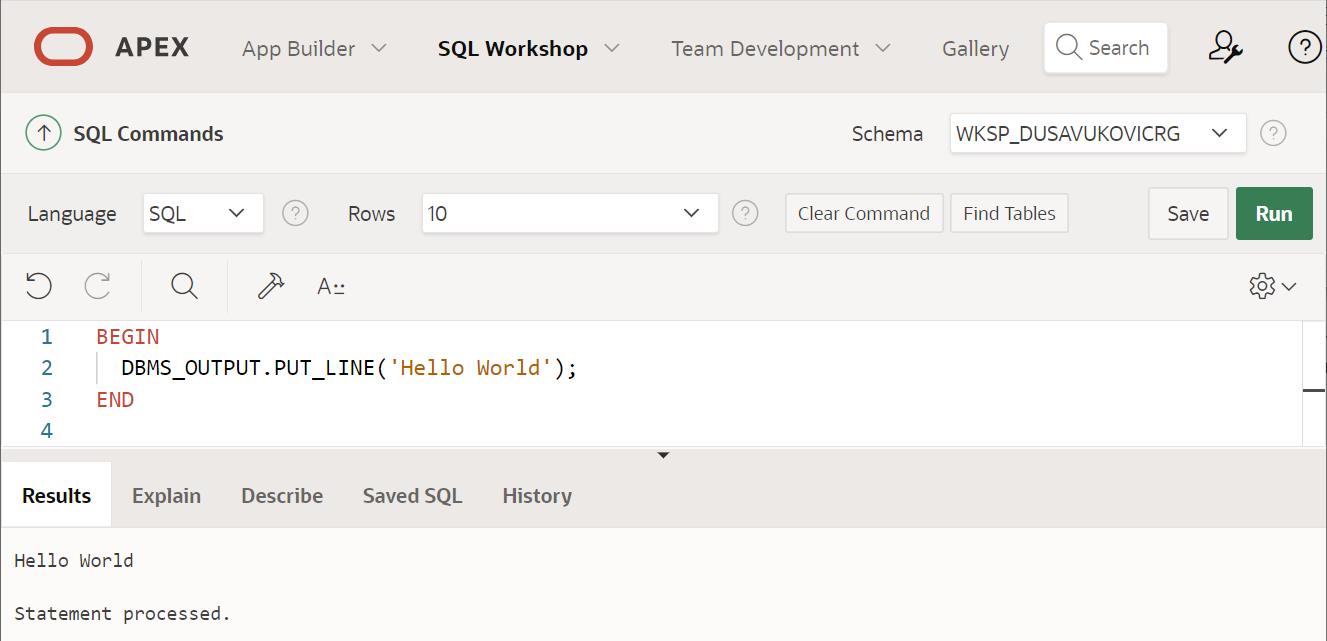 APEX App Builder SQL Workshop Team Development Gallery Search ?
SQL Commands Schema WKSP_DUSAVUKOVICRG ?
Language SQL ? Rows 10 ? Clear Command Find Tables Save Run
A::
1 BEGIN
2 DBMS_OUTPUT.PUT_LINE('Hello World');
3 END
4
Results Explain Describe Saved SQL History
Hello World
Statement processed.